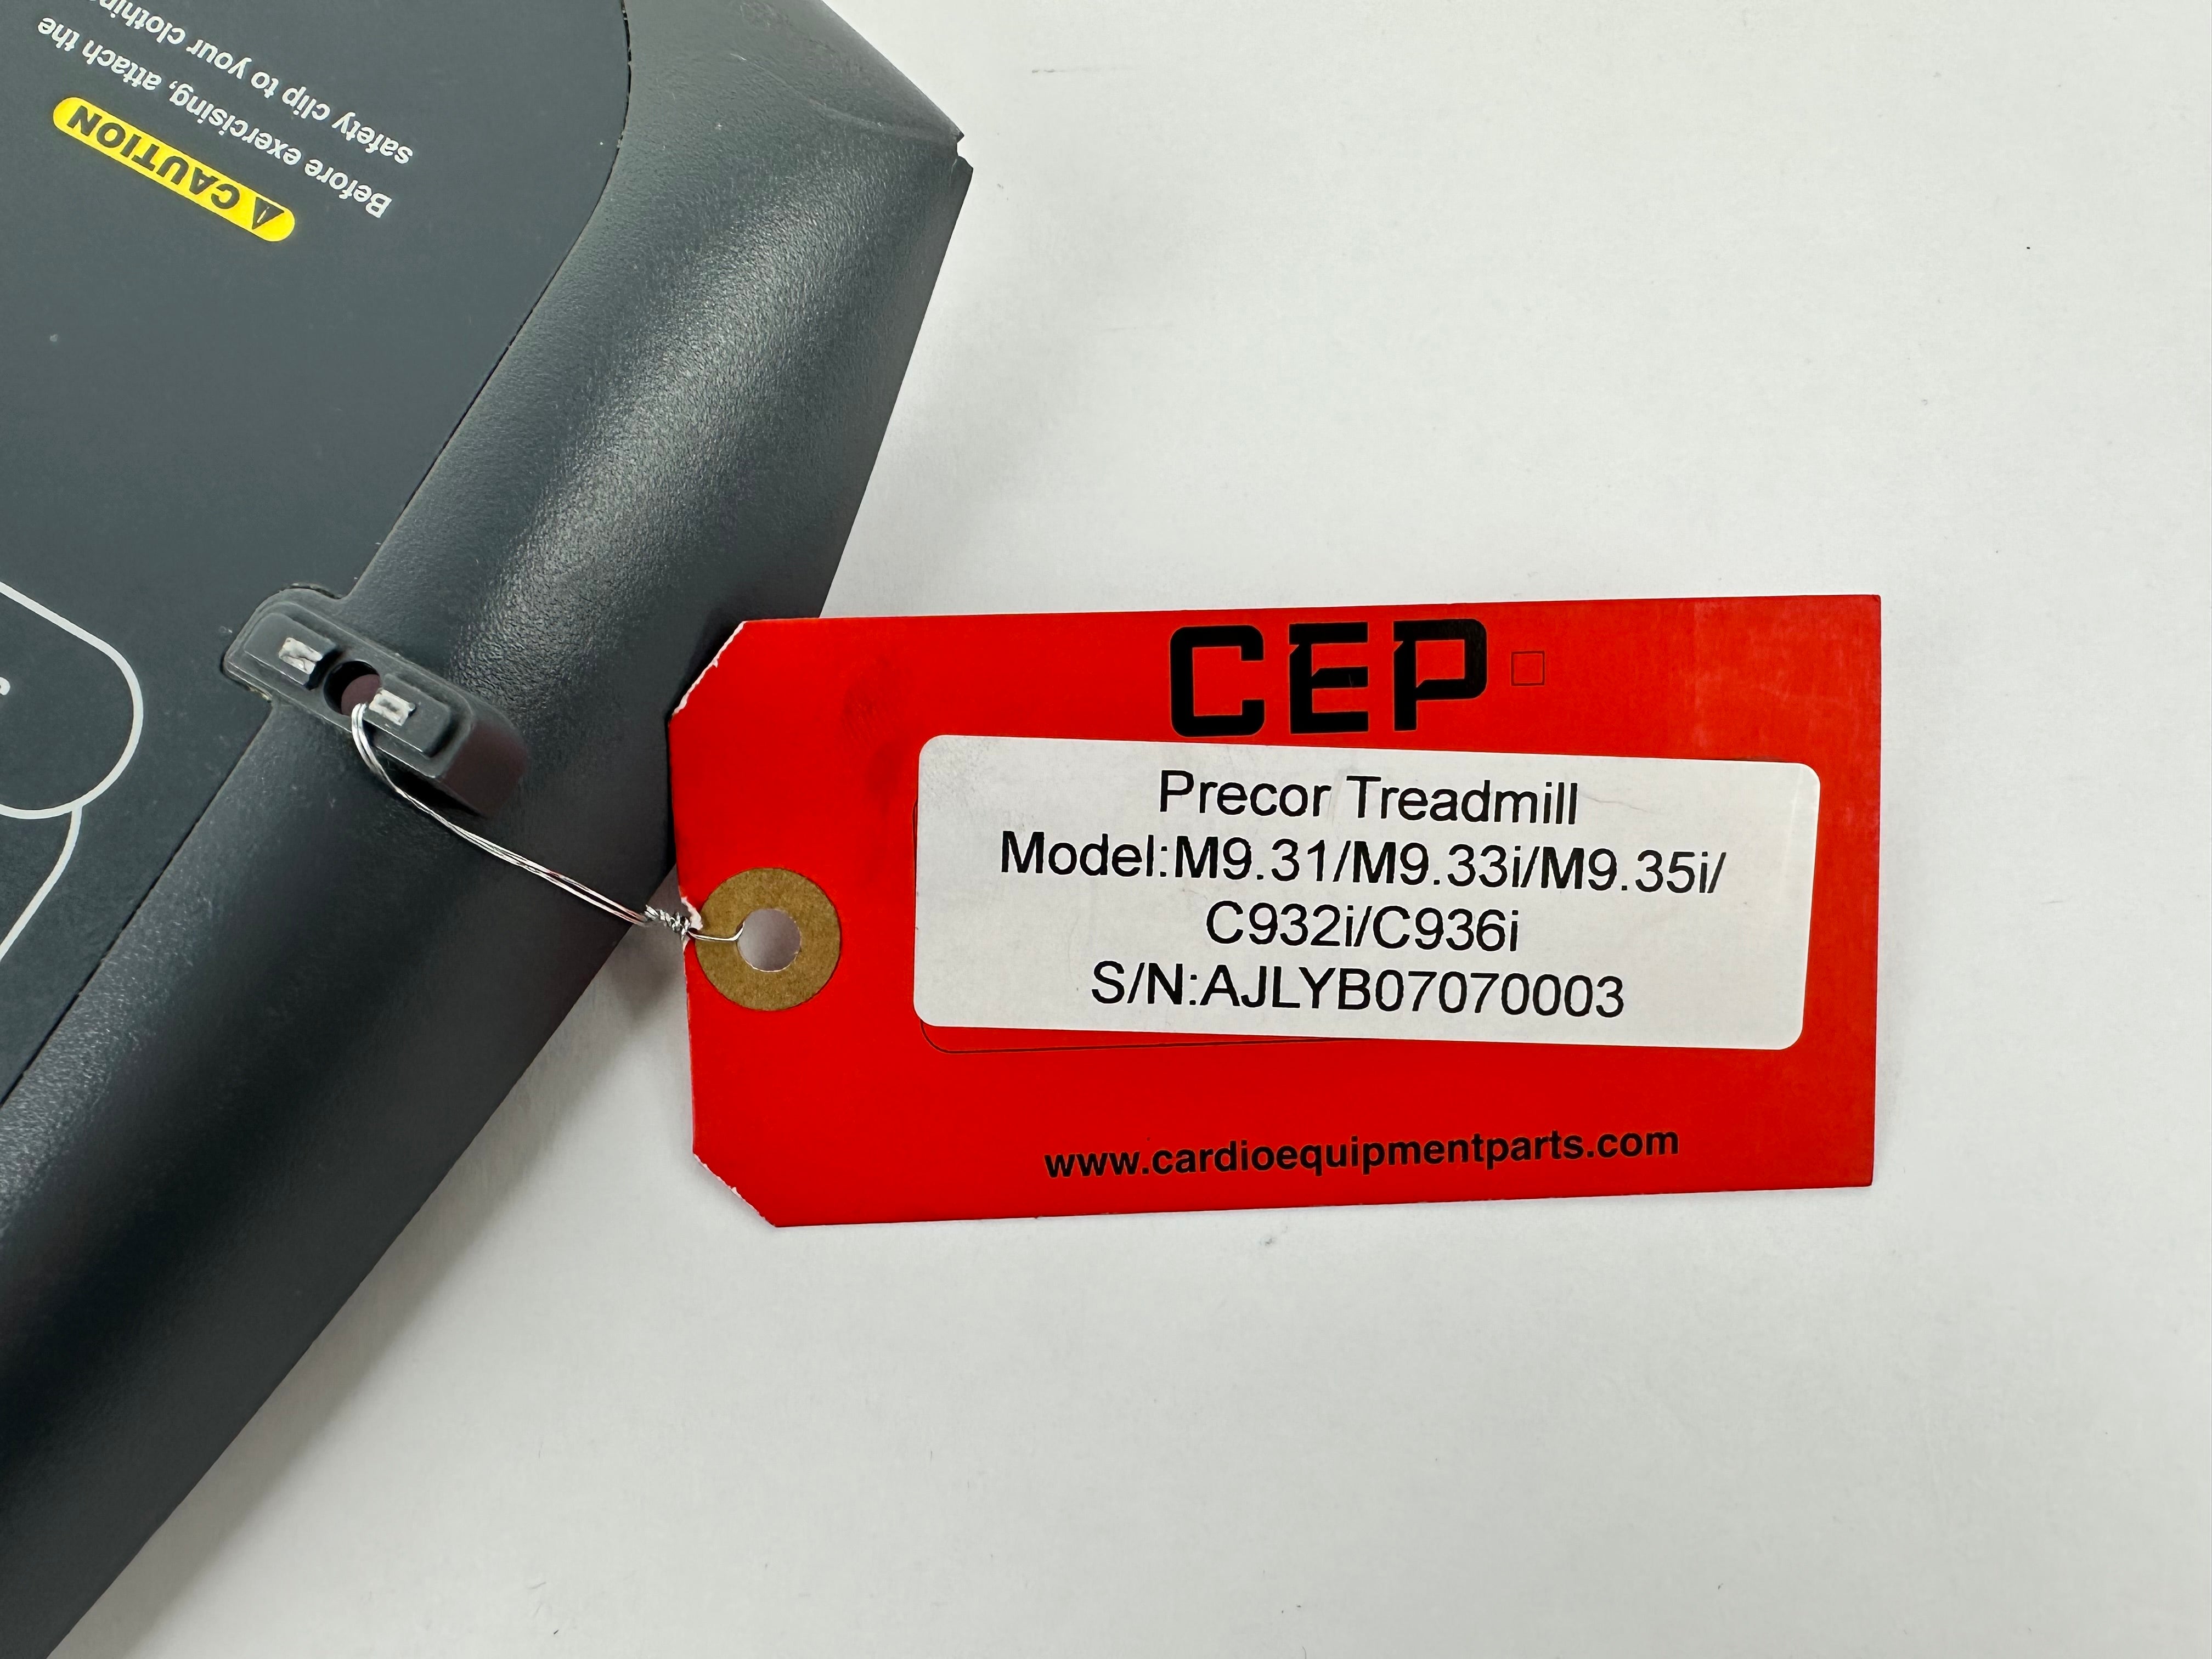 ⚠ CAUTION
Before exercising, attach the
safety clip to your
CEP
Precor Treadmill
Model:M9.31/M9.33i/M9.35i/
C932i/C936i
S/N:AJLYB07070003
www.cardioequipmentparts.com